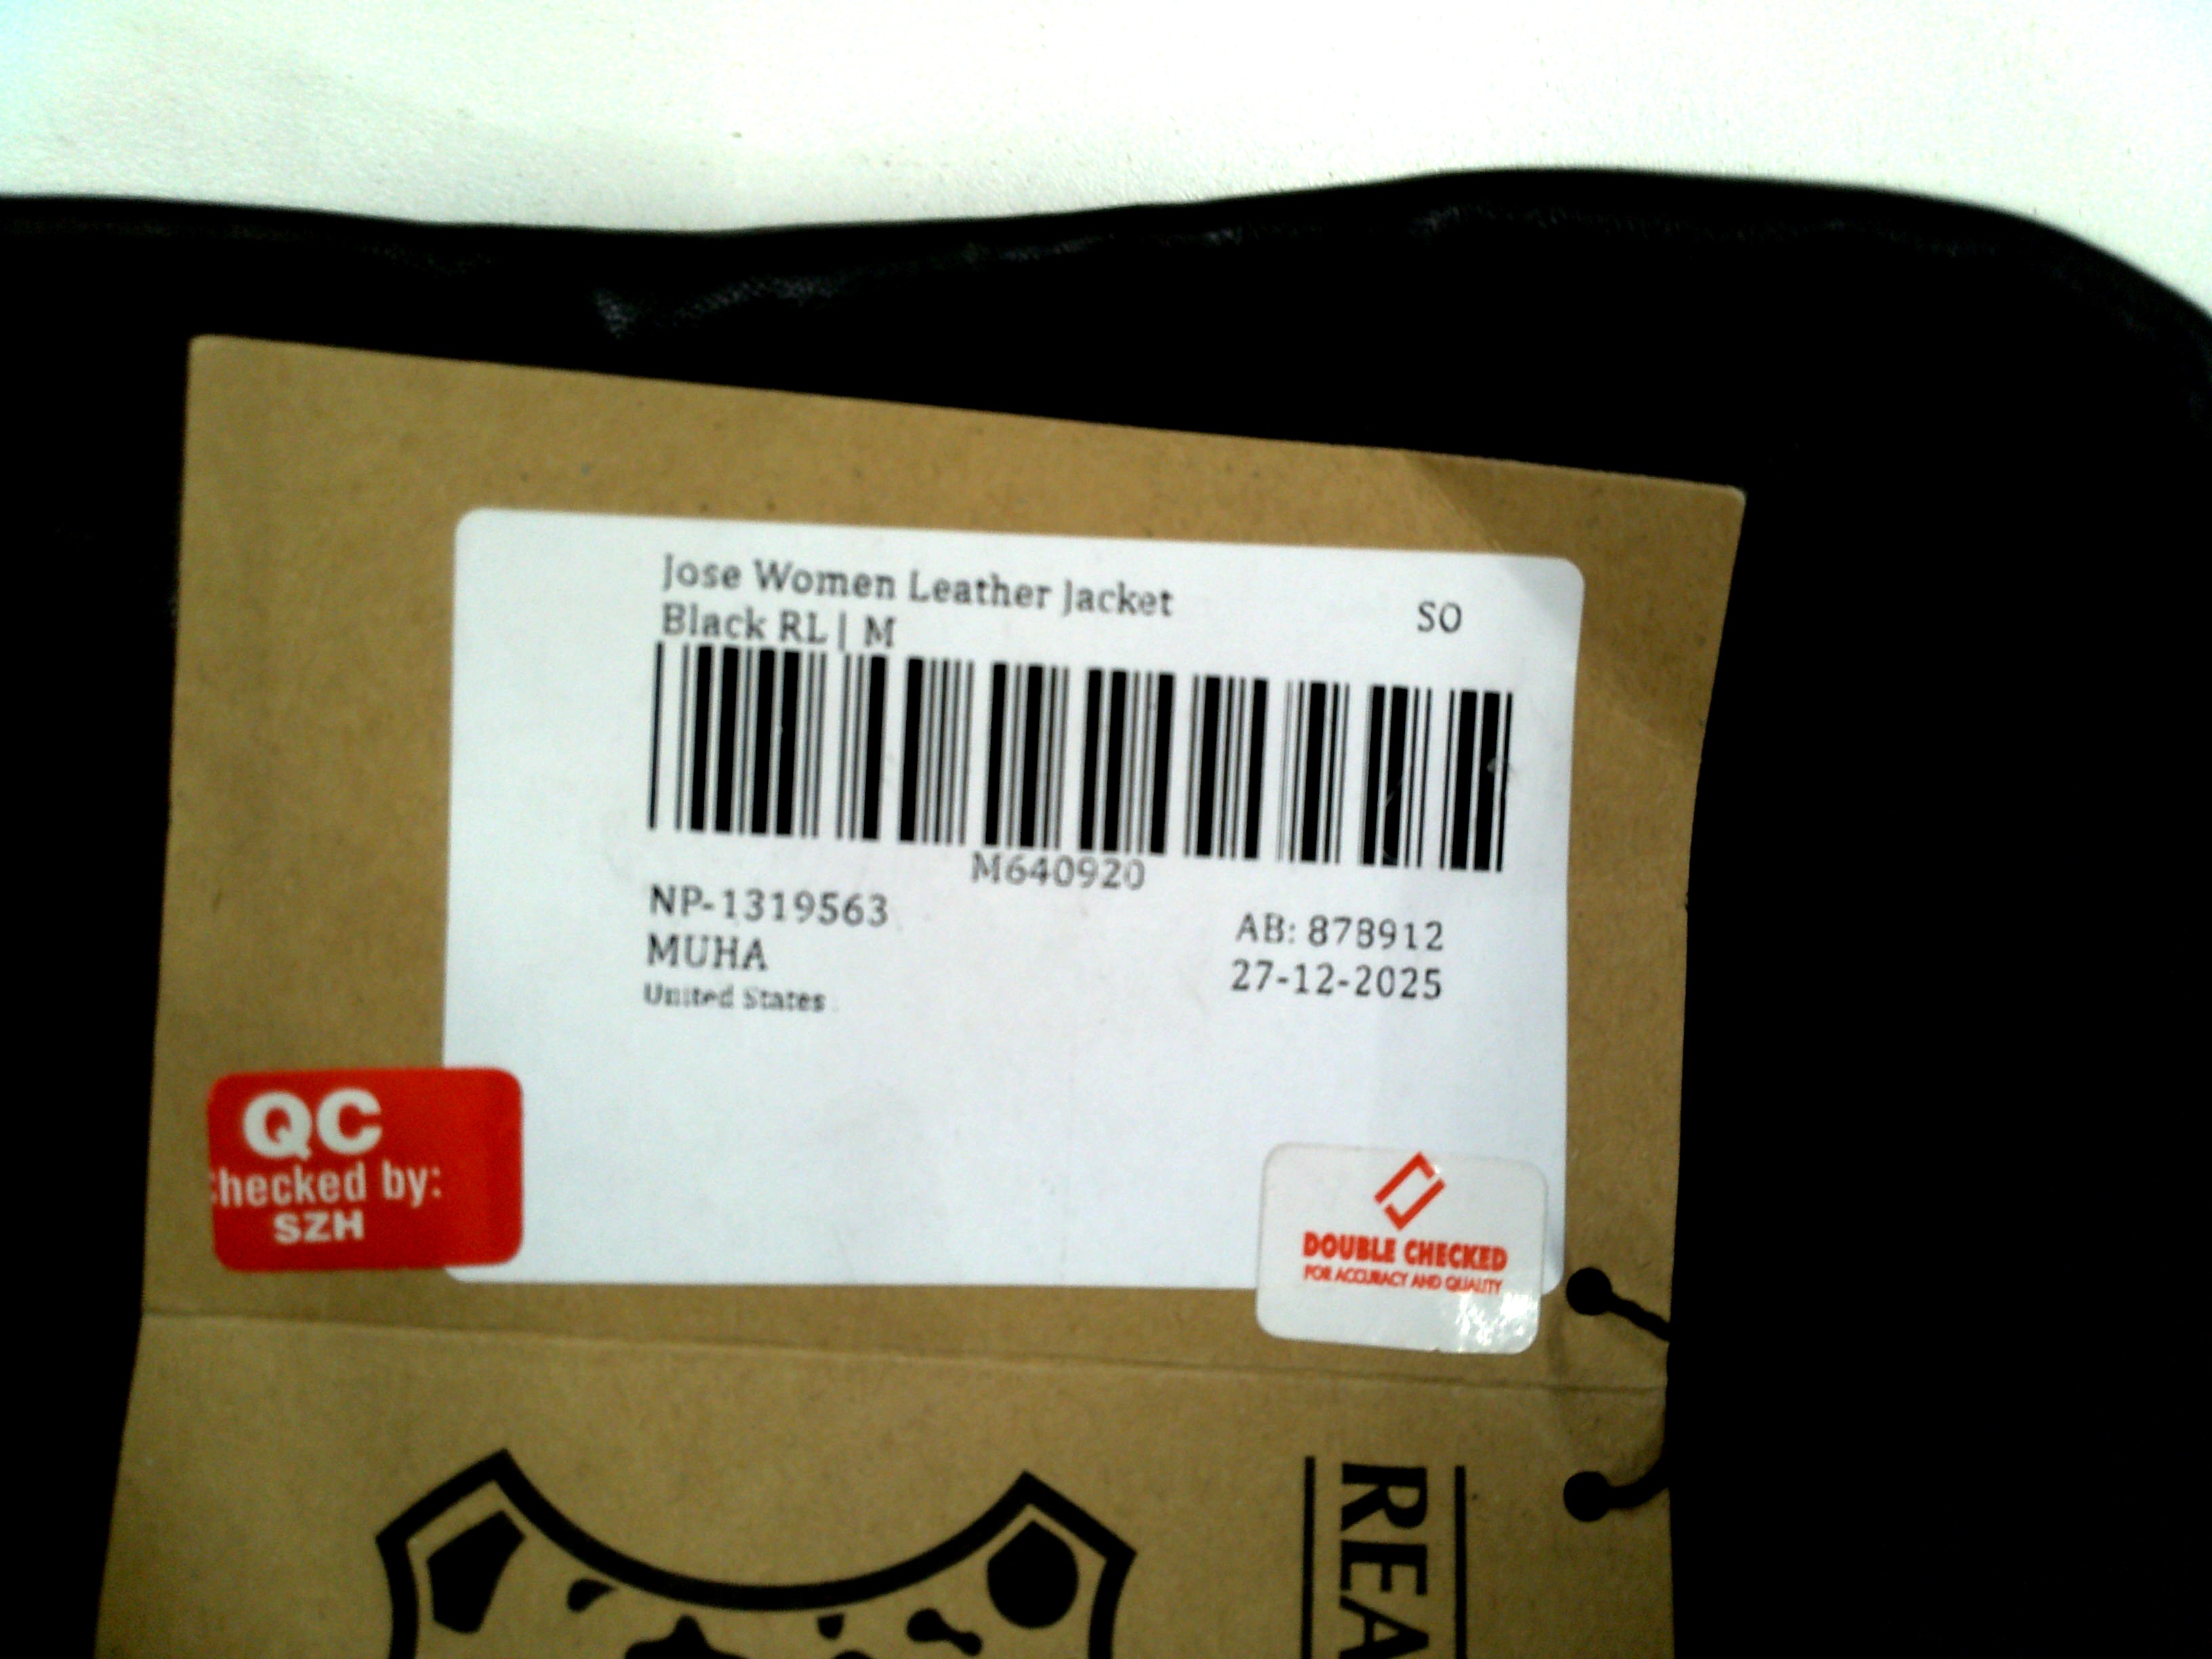 Jose Women Leather Jacket
Black RL | M
SO
M640920
NP-1319563
AB: 878912
MUHA
27-12-2025
United States
QC
checked by:
SZH
DOUBLE CHECKED
FOR ACCURACY AND QUALITY
REA